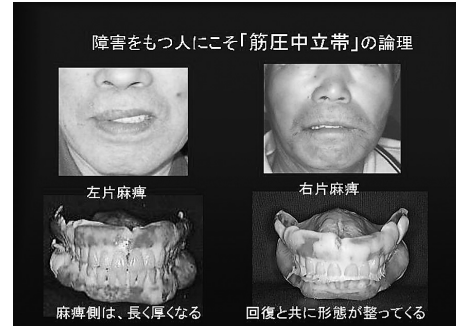 障害をもつ人にこそ「筋圧中立帯」の論理
左片麻痺
右片麻痺
麻痺側は、長く厚くなる
回復と共に形態が整ってくる